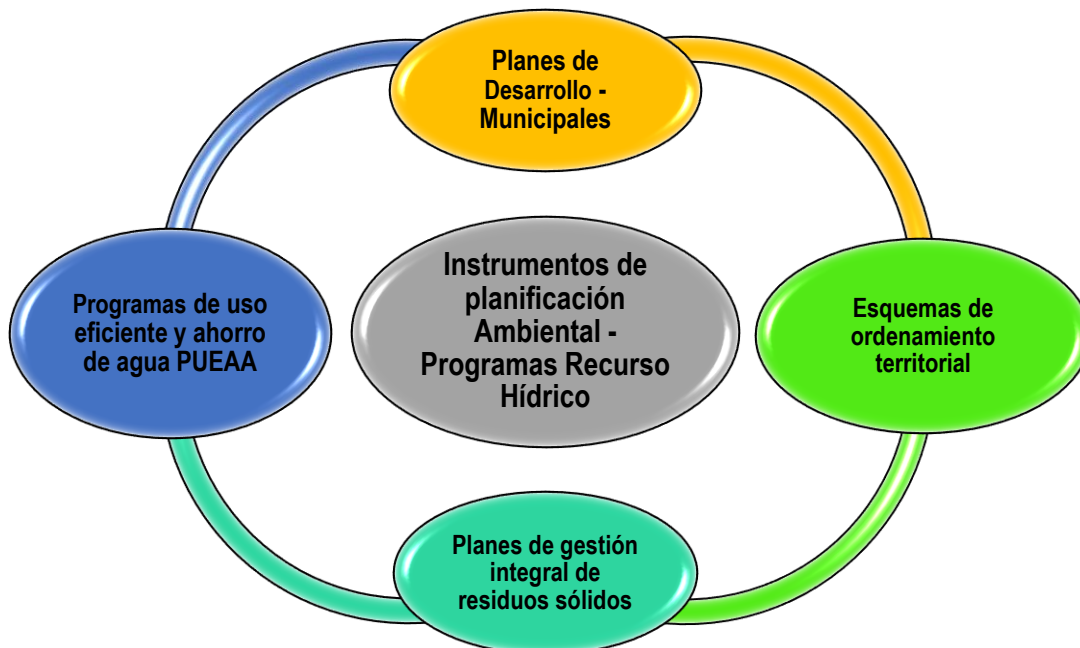 Planes de
Desarrollo -
Municipales
Programas de uso
eficiente y ahorro
de agua PUEAA
Instrumentos de
planificación
Ambiental -
Programas Recurso
Hídrico
Esquemas de
ordenamiento
territorial
Planes de gestión
integral de
residuos sólidos